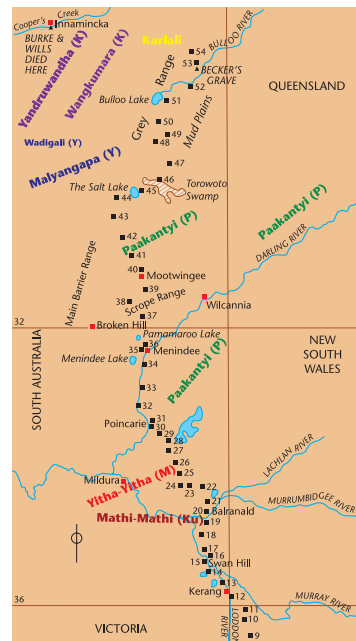 Cooper's Creek
Innamincka
BURKE &
WILLS
DIED
HERE
Yandruwandha (K)
Wangkumara (K)
Karlali
54
BULLOO RIVER
53
BECKER'S
GRAVE
52
QUEENSLAND
Bulloo Lake
51
Grey Range
Mud Plains
50
49
48
Wadigali (Y)
47
Malyangapa (Y)
46
The Salt Lake
45
Torowoto
Swamp
44
43
Paakantyi (P)
Paakantyi (P)
42
DARLING RIVER
41
40
Mootwingee
Main Barrier Range
39
38
Scrope Range
Wilcannia
37
32
Broken Hill
Pamamaroo Lake
36
35
Menindee
Menindee Lake
34
NEW
SOUTH
WALES
SOUTH AUSTRALIA
Paakantyi (P)
33
32
31
Poincarie
30
29
28
27
26
LACHLAN RIVER
25
Mildura
Yitha-Yitha (M)
24
23
22
21
MURRUMBIDGEE RIVER
20
Balranald
Mathi-Mathi (Ku)
19
18
17
16
15
Swan Hill
14
13
MURRAY RIVER
Kerang
12
36
11
10
LODDON
RIVER
9
VICTORIA